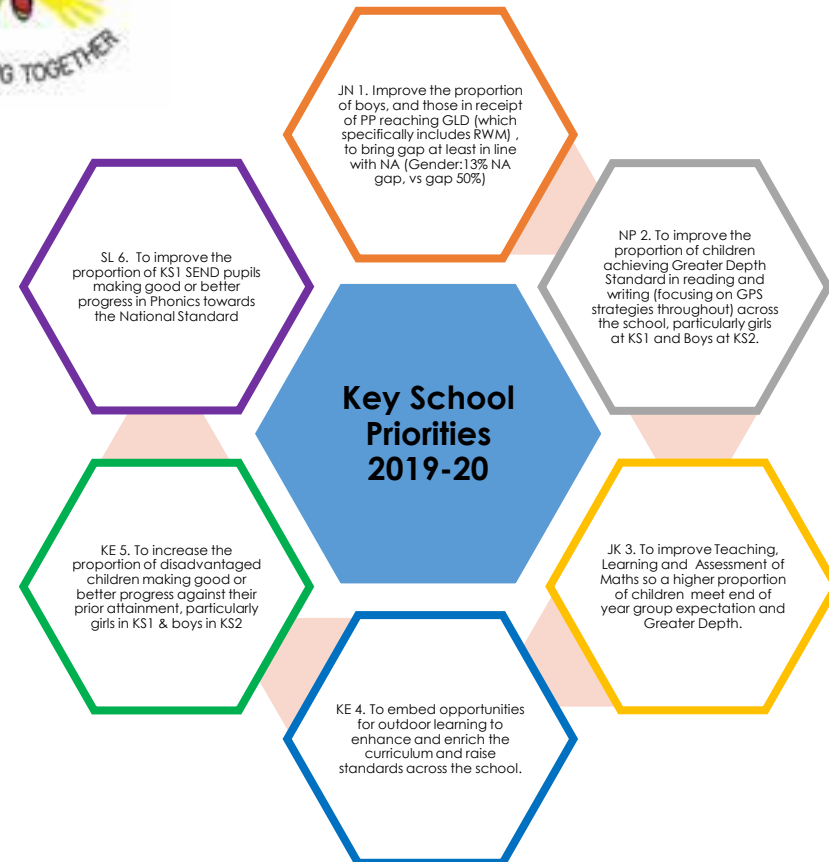 G TOGETHER
JN 1. Improve the proportion
of boys, and those in receipt
of PP reaching GLD (which
specifically includes RWM) ,
to bring gap at least in line
with NA (Gender:13% NA
gap, vs gap 50%)
NP 2. To improve the
proportion of children
achieving Greater Depth
Standard in reading and
writing (focusing on GPS
strategies throughout) across
the school, particularly girls
at KS1 and Boys at KS2.
JK 3. To improve Teaching,
Learning and Assessment of
Maths so a higher proportion
of children meet end of
year group expectation and
Greater Depth.
KE 4. To embed opportunities
for outdoor learning to
enhance and enrich the
curriculum and raise
standards across the school.
KE 5. To increase the
proportion of disadvantaged
children making good or
better progress against their
prior attainment, particularly
girls in KS1 & boys in KS2
SL 6. To improve the
proportion of KS1 SEND pupils
making good or better
progress in Phonics towards
the National Standard
Key School
Priorities
2019-20